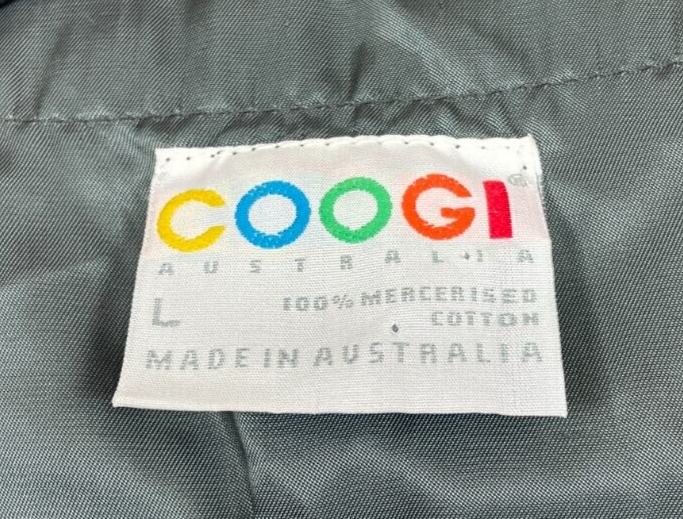 COOGI®
AUSTRALIA
L 100% MERCERISED
COTTON
MADE IN AUSTRALIA